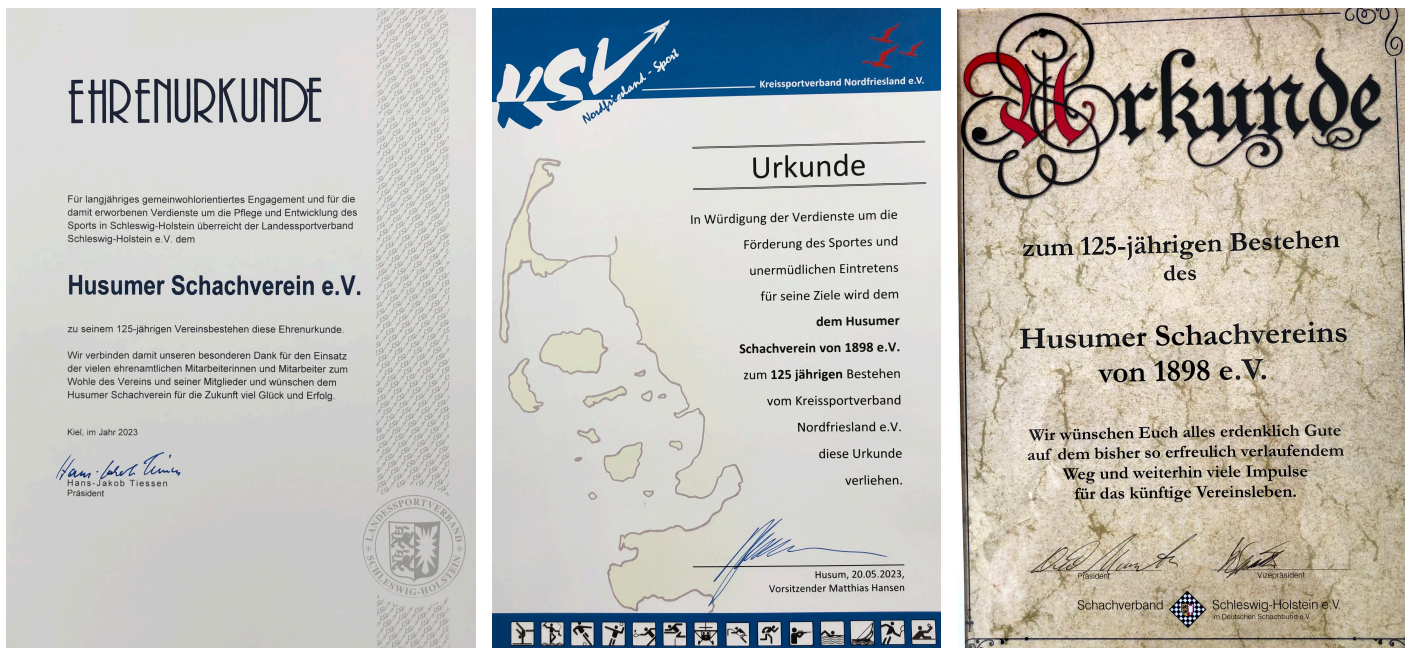 EHRENURKUNDE
Für langjähriges gemeinwohlorientiertes Engagement und für die
damit erworbenen Verdienste um die Pflege und Entwicklung des
Sports in Schleswig-Holstein überreicht der Landessportverband
Schleswig-Holstein e.V. dem
Husumer Schachverein e.V.
zu seinem 125-jährigen Vereinsbestehen diese Ehrenurkunde.
Wir verbinden damit unseren besonderen Dank für den Einsatz
der vielen ehrenamtlichen Mitarbeiterinnen und Mitarbeiter zum
Wohle des Vereins und seiner Mitglieder und wünschen dem
Husumer Schachverein für die Zukunft viel Glück und Erfolg.
Kiel, im Jahr 2023
Hans-Jakob Tiessen
Hans-Jakob Tiessen
Präsident
LANDESSPORTVERBAND
SCHLESWIG-HOLSTEIN
KSV
Nordfriesland - Sport
Kreissportverband Nordfriesland e.V.
Urkunde
In Würdigung der Verdienste um die
Förderung des Sportes und
unermüdlichen Eintretens
für seine Ziele wird dem
dem Husumer
Schachverein von 1898 e.V.
zum 125 jährigen Bestehen
vom Kreissportverband
Nordfriesland e.V.
diese Urkunde
verliehen.
Husum, 20.05.2023,
Vorsitzender Matthias Hansen
Urkunde
zum 125-jährigen Bestehen
des
Husumer Schachvereins
von 1898 e.V.
Wir wünschen Euch alles erdenklich Gute
auf dem bisher so erfreulich verlaufendem
Weg und weiterhin viele Impulse
für das künftige Vereinsleben.
Präsident
Vizepräsident
Schachverband Schleswig-Holstein e.V.
im Deutschen Schachbund e.V.